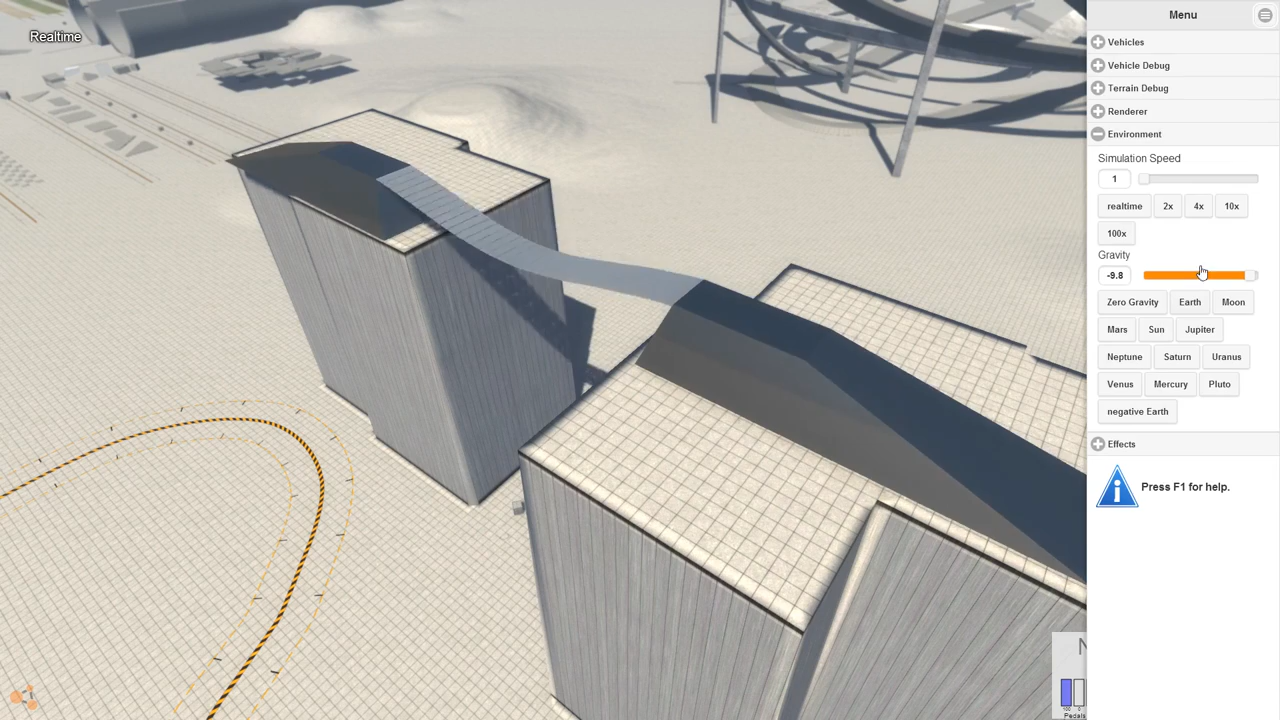 Realtime
Menu
Vehicles
Vehicle Debug
Terrain Debug
Renderer
Environment
Simulation Speed
1
realtime 2x 4x 10x
100x
Gravity
-9.8
Zero Gravity Earth Moon
Mars Sun Jupiter
Neptune Saturn Uranus
Venus Mercury Pluto
negative Earth
Effects
Press F1 for help.
N
Pedals